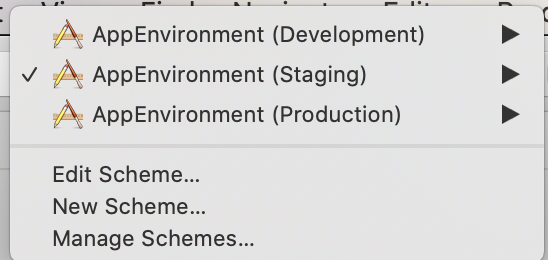 AppEnvironment (Development)
AppEnvironment (Staging)
AppEnvironment (Production)
Edit Scheme...
New Scheme...
Manage Schemes...